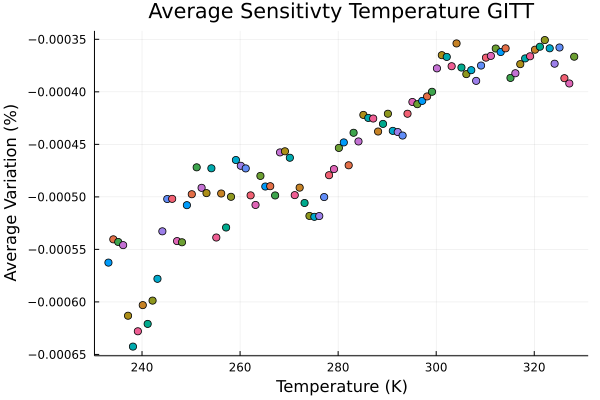 Average Sensitivty Temperature GITT
−0.00035
−0.00040
−0.00045
−0.00050
−0.00055
−0.00060
−0.00065
Average Variation (%)
240 260 280 300 320
Temperature (K)